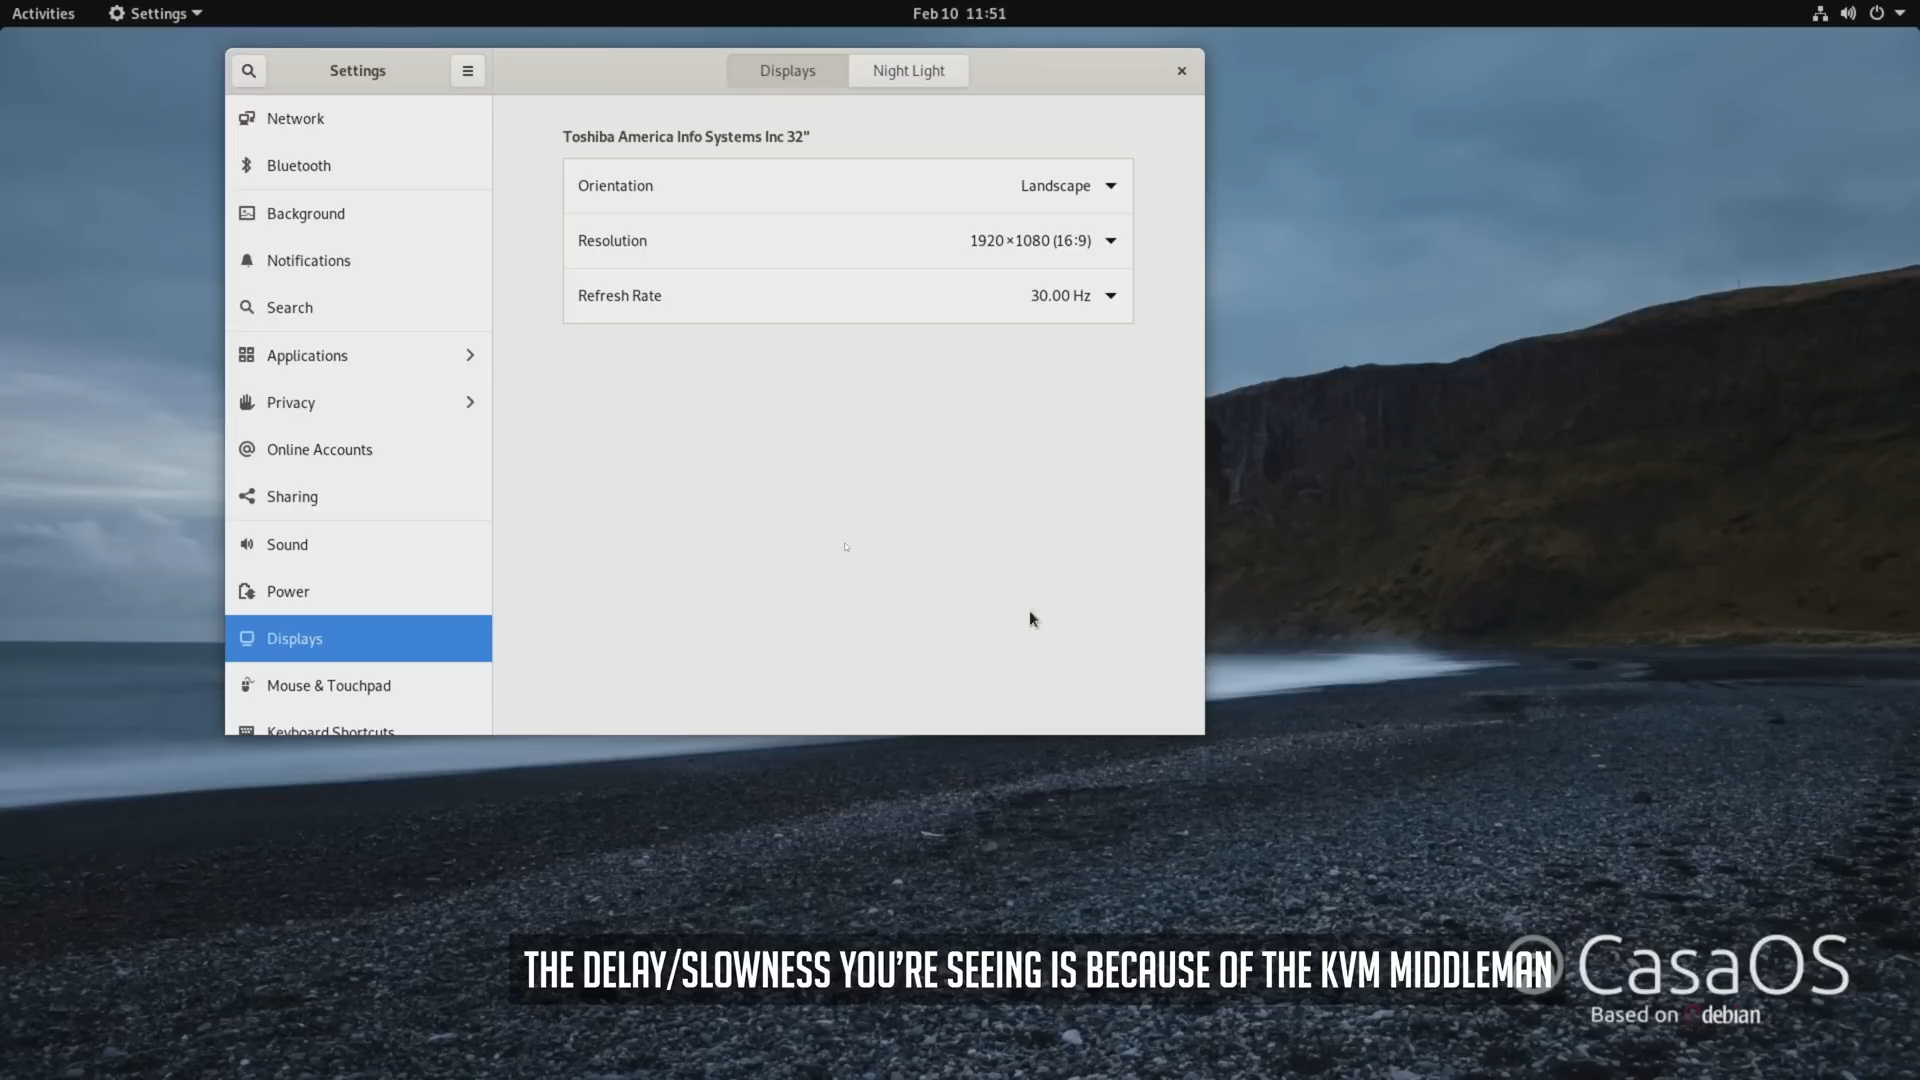 Activities
Settings
Feb 10 11:51
Settings
Displays
Night Light
Network
Bluetooth
Background
Notifications
Search
Applications
Privacy
Online Accounts
Sharing
Sound
Power
Displays
Mouse & Touchpad
Keyboard Shortcuts
Toshiba America Info Systems Inc 32"
Orientation
Landscape
Resolution
1920×1080 (16:9)
Refresh Rate
30.00 Hz
THE DELAY/SLOWNESS YOU'RE SEEING IS BECAUSE OF THE KVM MIDDLEMAN
CasaOS
Based on debian